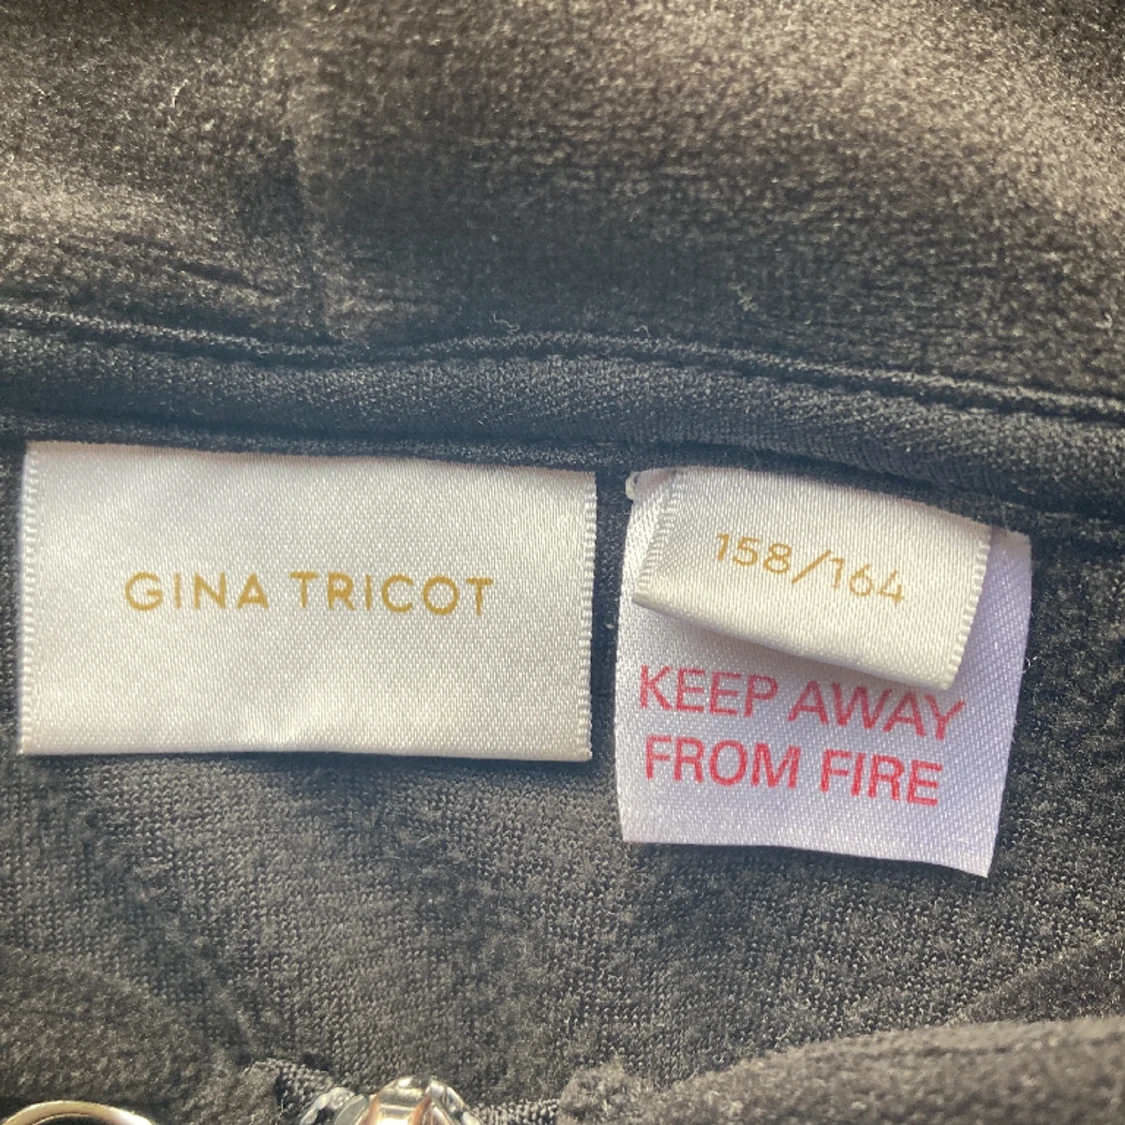 GINA TRICOT
158/164
KEEP AWAY
FROM FIRE